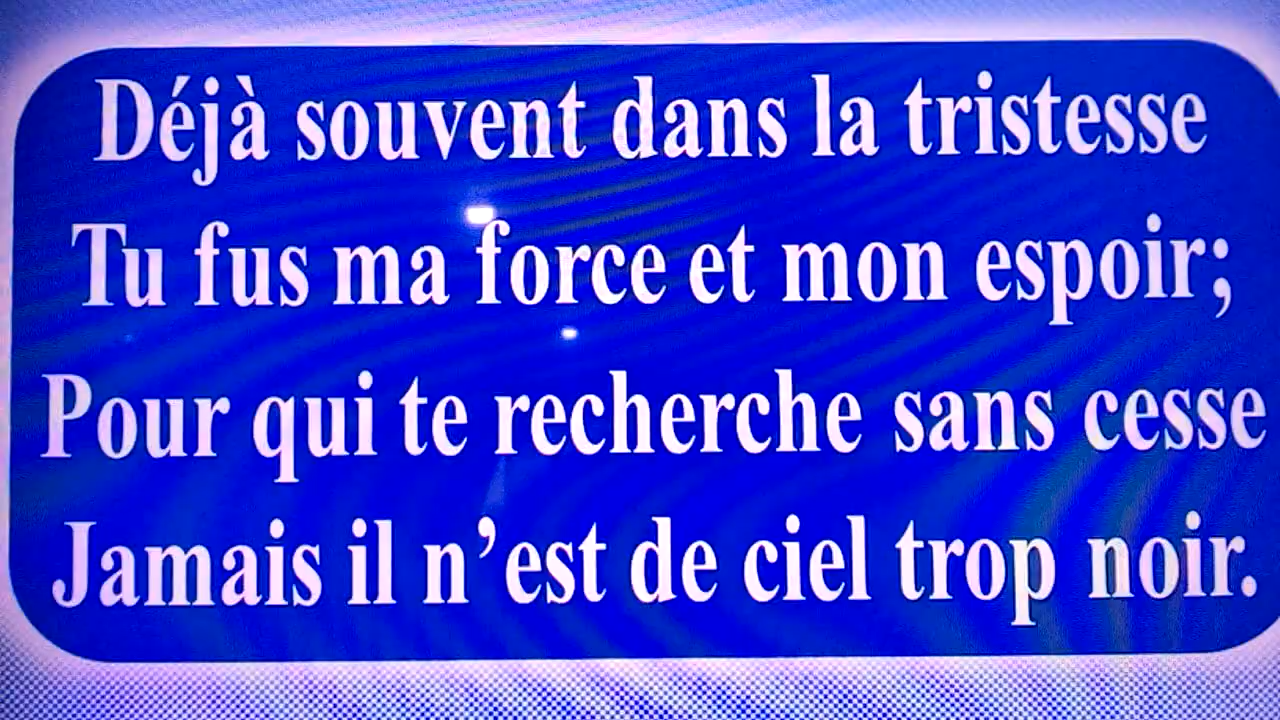 Déjà souvent dans la tristesse
Tu fus ma force et mon espoir;
Pour qui te recherche sans cesse
Jamais il n’est de ciel trop noir.